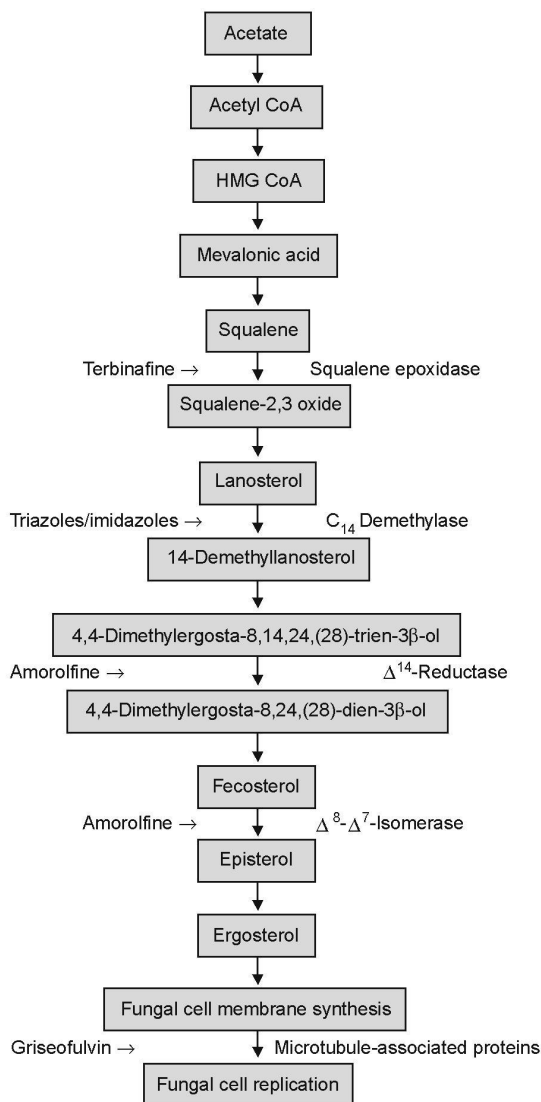 Acetate
Acetyl CoA
HMG CoA
Mevalonic acid
Squalene
Terbinafine → Squalene epoxidase
Squalene-2,3 oxide
Lanosterol
Triazoles/imidazoles → C₁₄ Demethylase
14-Demethyllanosterol
4,4-Dimethylergosta-8,14,24,(28)-trien-3β-ol
Amorolfine → Δ¹⁴-Reductase
4,4-Dimethylergosta-8,24,(28)-dien-3β-ol
Fecosterol
Amorolfine → Δ⁸-Δ⁷-Isomerase
Episterol
Ergosterol
Fungal cell membrane synthesis
Griseofulvin → Microtubule-associated proteins
Fungal cell replication